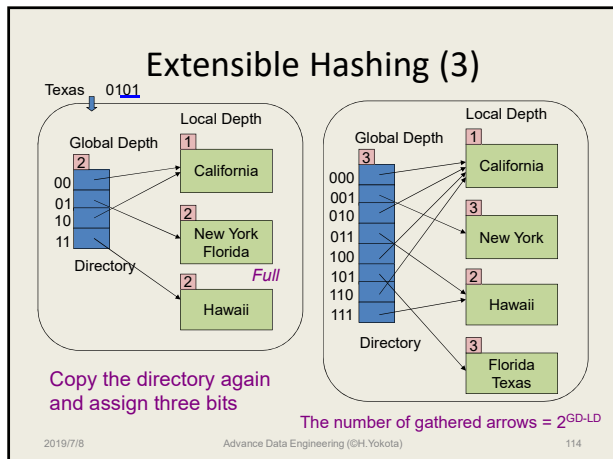 Extensible Hashing (3)
Texas 0101
Local Depth
Global Depth
1
2
California
00
01
10
11
2
New York
Florida
Full
Directory
2
Hawaii
Copy the directory again
and assign three bits
Local Depth
Global Depth
1
3
California
000
001
010
011
100
101
110
111
3
New York
2
Hawaii
Directory
3
Florida
Texas
The number of gathered arrows = 2^GD-LD
2019/7/8
Advance Data Engineering (©H.Yokota)
114